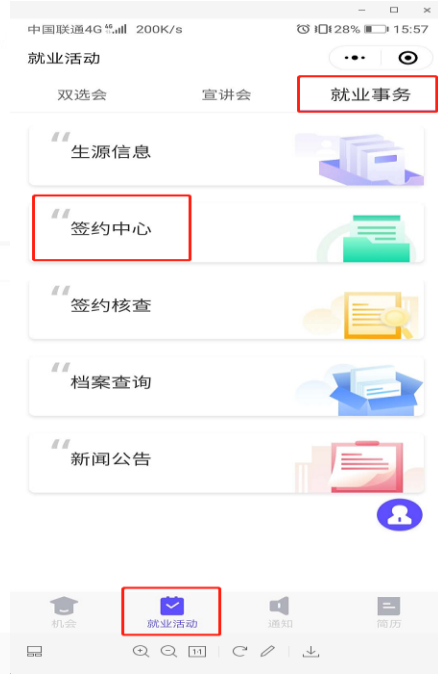 中国联通4G 4G 200K/s 28% 15:57
就业活动
双选会 宣讲会 就业事务
生源信息
签约中心
签约核查
档案查询
新闻公告
机会 就业活动 通知 简历
1:1